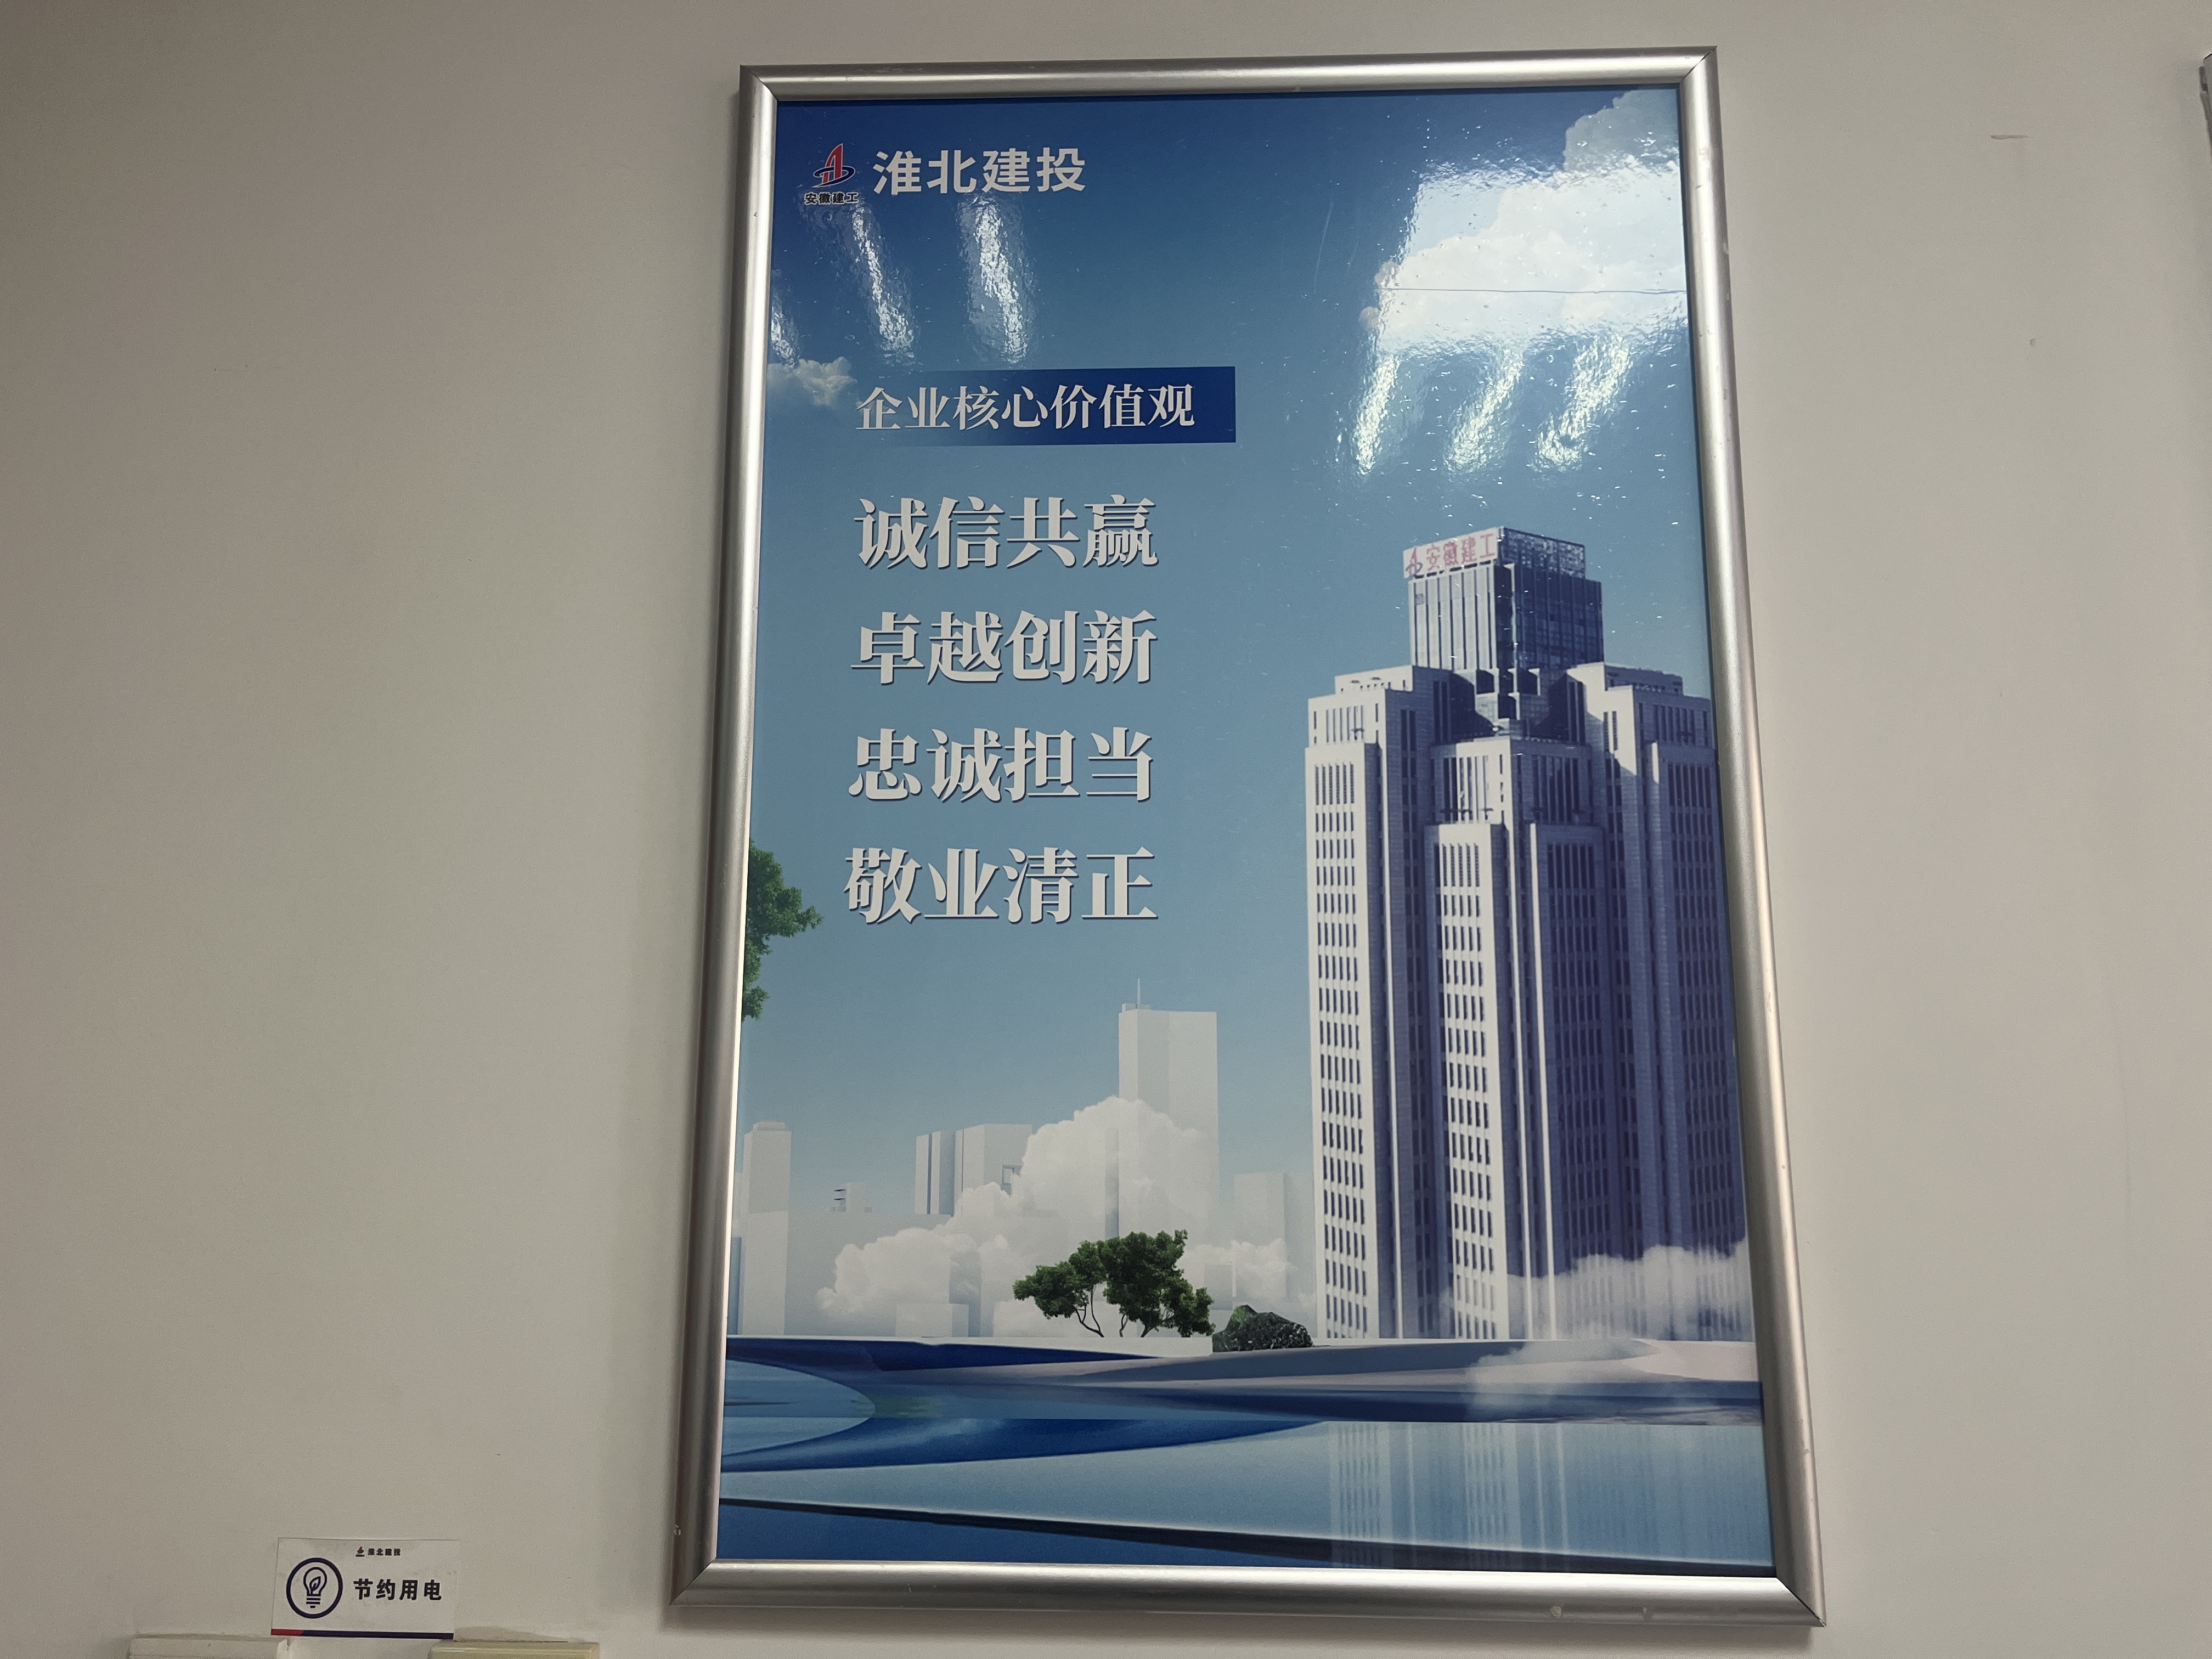 安徽建工
淮北建投
企业核心价值观
诚信共赢
卓越创新
忠诚担当
敬业清正
安徽建工
淮北建投
节约用电